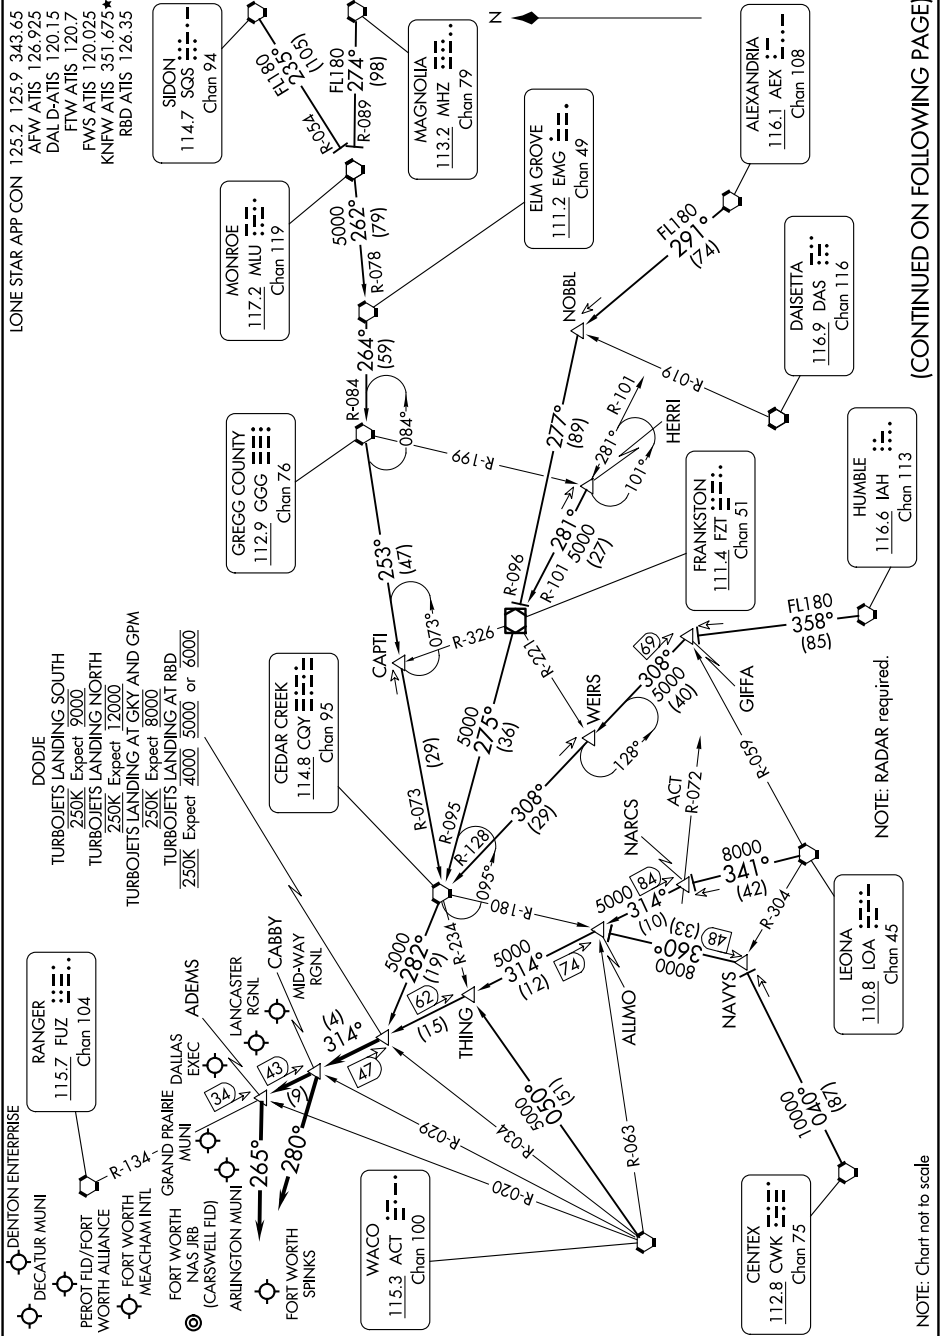 LONE STAR APP CON 125.2 125.9 343.65
AFW ATIS 126.925
DAL D-ATIS 120.15
FTW ATIS 120.7
FWS ATIS 120.025
KNFW ATIS 351.675★
RBD ATIS 126.35
SIDON
114.7 SQS
Chan 94
MAGNOLIA
113.2 MHZ
Chan 79
FL180
235°
(105)
R-054
FL180
274°
(98)
R-089
N
MONROE
117.2 MLU
Chan 119
ELM GROVE
111.2 EMG
Chan 49
ALEXANDRIA
116.1 AEX
Chan 108
5000
262°
(79)
R-078
FL180
291°
(74)
R-084
264°
(59)
084°
NOBBL
DAISETTA
116.9 DAS
Chan 116
R-019
GREGG COUNTY
112.9 GGG
Chan 76
R-199
277°
(89)
R-096
281°
R-101
101°
HERRI
R-101
281°
5000
(27)
253°
(47)
CAPTI
073°
R-326
FRANKSTON
111.4 FZT
Chan 51
HUMBLE
116.6 IAH
Chan 113
FL180
358°
(85)
DODJE
TURBOJETS LANDING SOUTH
250K Expect 9000
TURBOJETS LANDING NORTH
250K Expect 12000
TURBOJETS LANDING AT GKY AND GPM
250K Expect 8000
TURBOJETS LANDING AT RBD
250K Expect 4000 5000 or 6000
CEDAR CREEK
114.8 CQY
Chan 95
(29)
R-073
5000
275°
(36)
R-095
R-221
WEIRS
69
308°
5000
(40)
GIFFA
128°
308°
(29)
R-128
095°
R-059
R-180
R-234
5000
282°
(19)
NARCS
ACT
R-072
8000
341°
(42)
LEONA
110.8 LOA
Chan 45
R-304
5000
84
314°
(10)
(33)
360°
8000
48
ALLMO
NAVYS
74
5000
314°
(12)
THING
62
(15)
5000
050°
(51)
10000
040°
(87)
CENTEX
112.8 CWK
Chan 75
WACO
115.3 ACT
Chan 100
R-063
R-034
R-029
R-020
47
(4)
314°
43
(9)
34
265°
280°
CABBY
MID-WAY
RGNL
LANCASTER
RGNL
ADEMS
DALLAS
EXEC
GRAND PRAIRIE
MUNI
RANGER
115.7 FUZ
Chan 104
R-134
DENTON ENTERPRISE
DECATUR MUNI
PEROT FLD/FORT
WORTH ALLIANCE
FORT WORTH
MEACHAM INTL
FORT WORTH
NAS JRB
(CARSWELL FLD)
ARLINGTON MUNI
FORT WORTH
SPINKS
NOTE: RADAR required.
NOTE: Chart not to scale
(CONTINUED ON FOLLOWING PAGE)